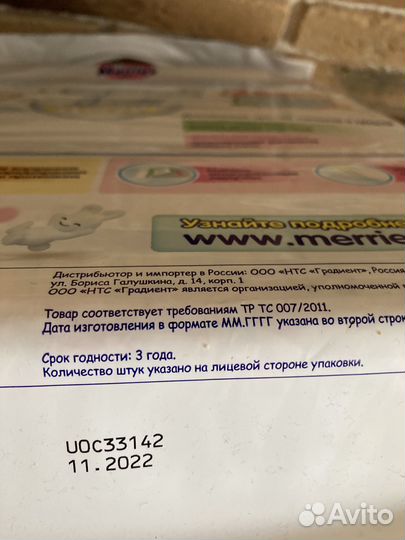 Узнайте подробне
www.merrie
Дистрибьютор и импортер в России: ООО «НТС «Градиент», Россия
ул. Бориса Галушкина, д. 14, корп. 1
ООО «НТС «Градиент» является организацией, уполномоченной
Товар соответствует требованиям ТР ТС 007/2011.
Дата изготовления в формате ММ.ГГГГ указана во второй строк
Срок годности: 3 года.
Количество штук указано на лицевой стороне упаковки.
UOC33142
11.2022
Avito